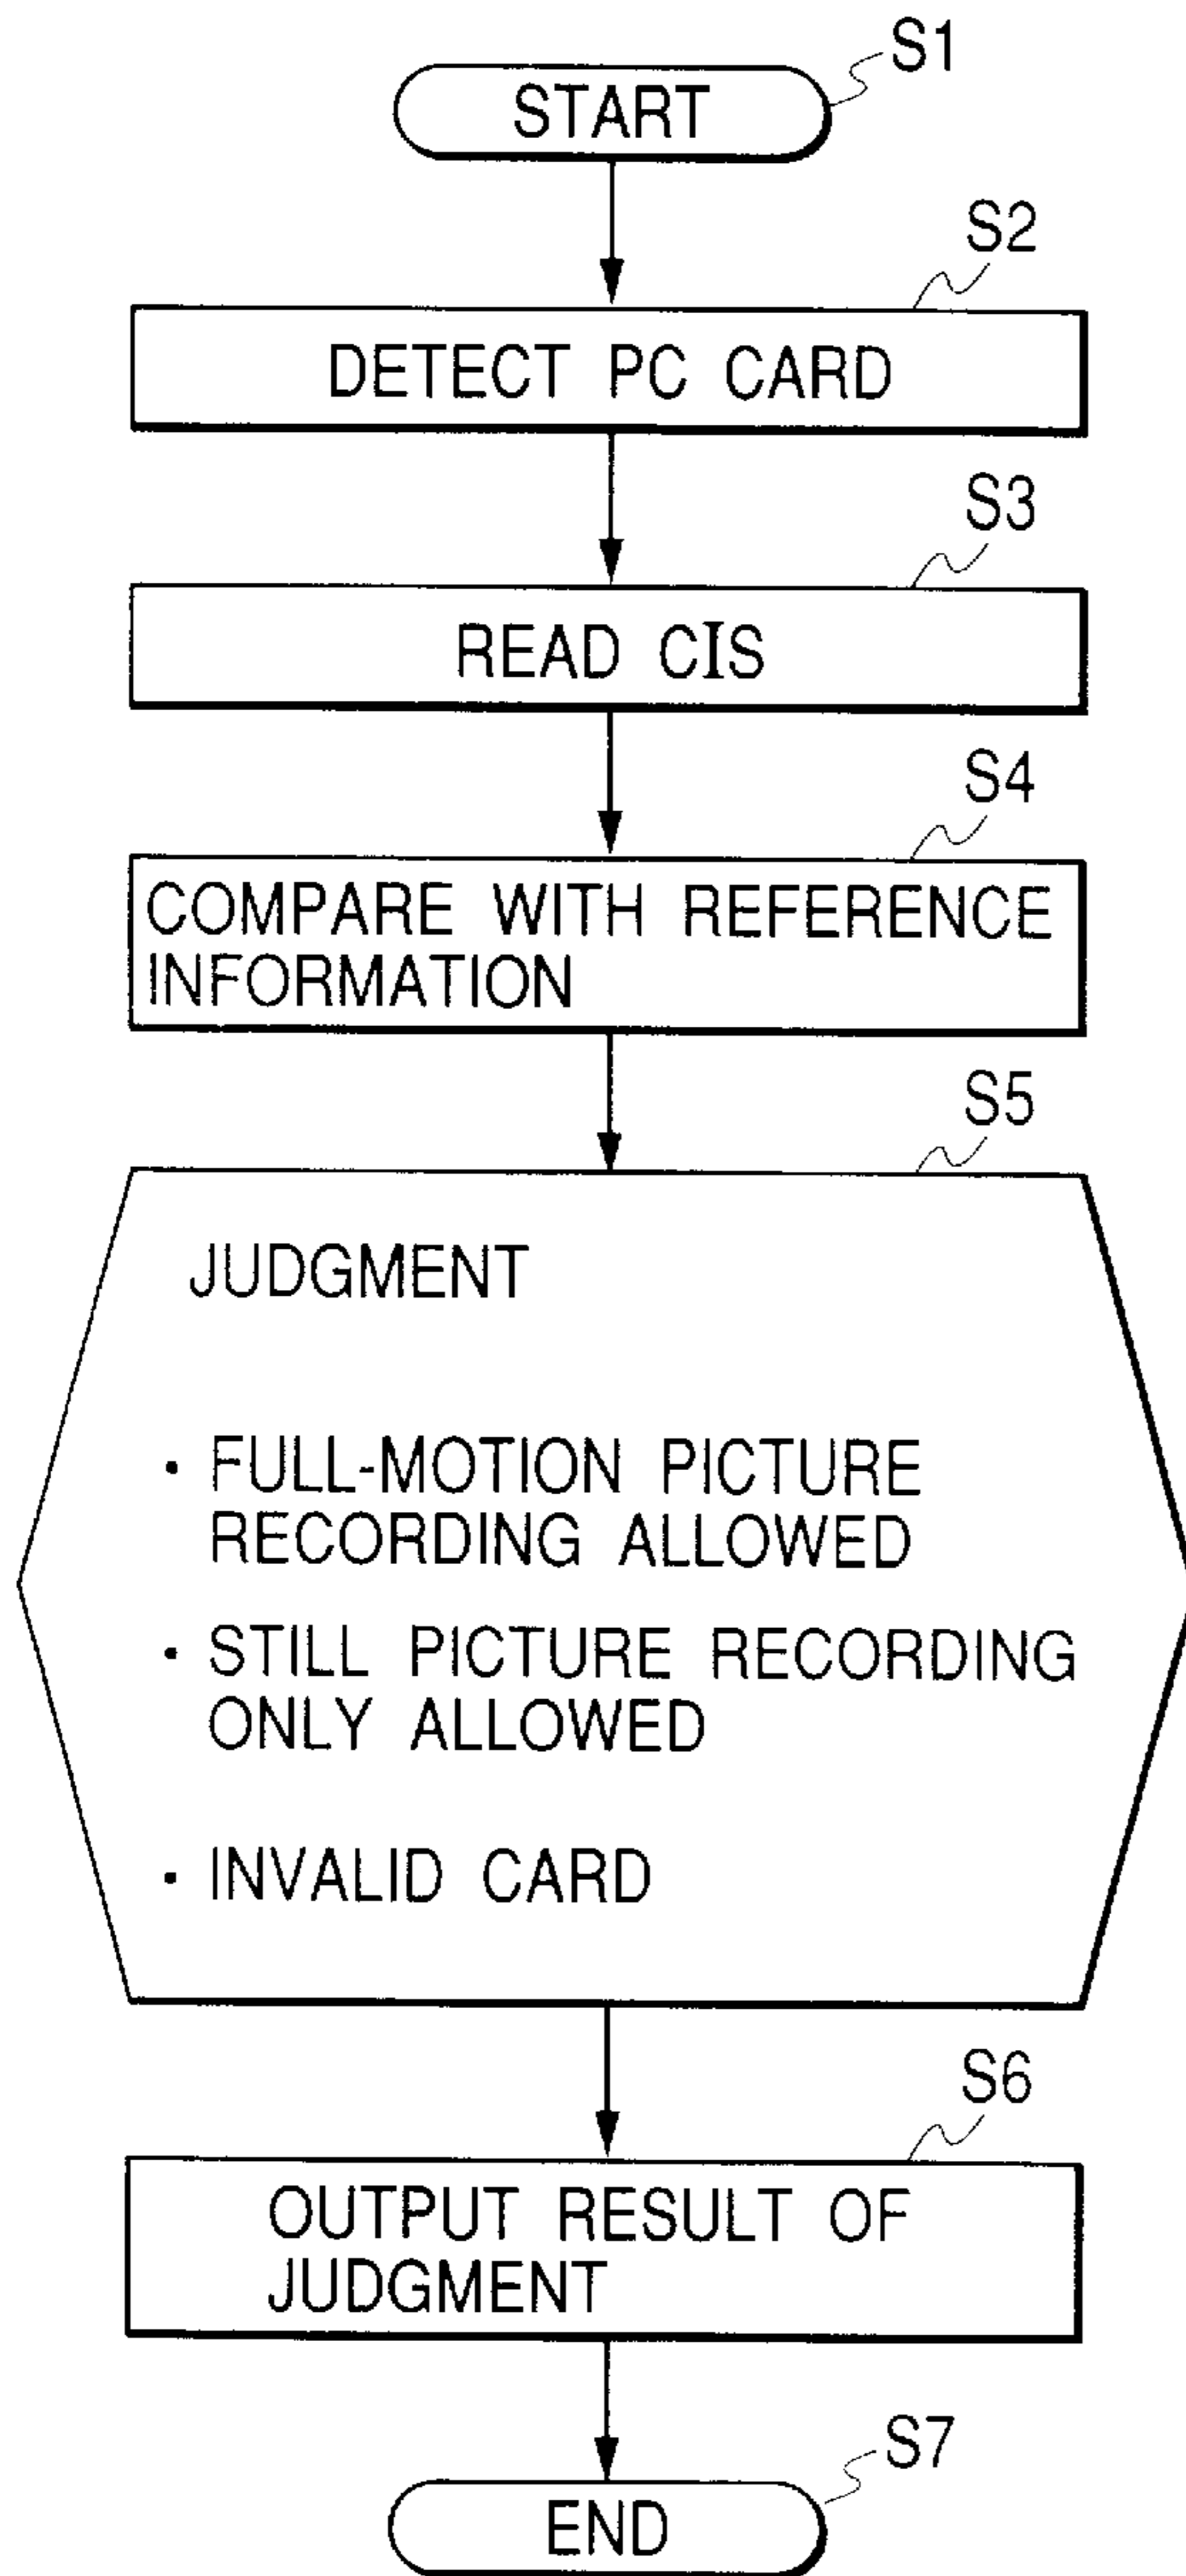 S1
START
S2
DETECT PC CARD
S3
READ CIS
S4
COMPARE WITH REFERENCE
INFORMATION
S5
JUDGMENT
· FULL-MOTION PICTURE
RECORDING ALLOWED
· STILL PICTURE RECORDING
ONLY ALLOWED
· INVALID CARD
S6
OUTPUT RESULT OF
JUDGMENT
S7
END